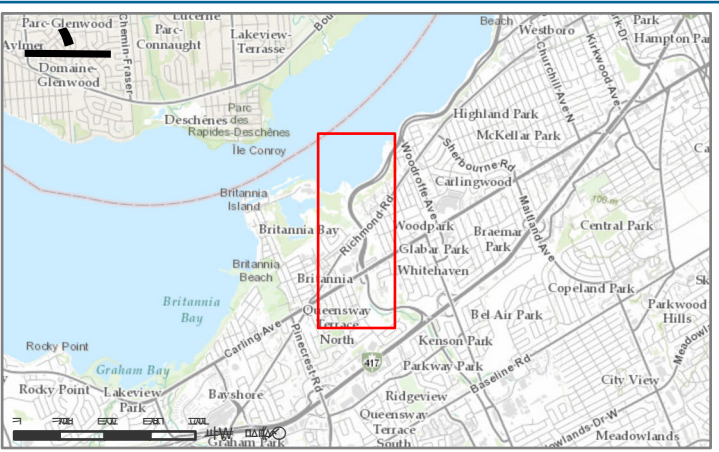 Parc-Glenwood
Lucerne
Aylmer
Parc-
Connaught
Chemin-Fraser
Lakeview-
Terrasse
Domaine-
Glenwood
Beach
Westboro
Park
Hampton Par
Churchill-Ave-N
Kirkwood-Ave
Parc
Deschênes des
Rapides-Deschênes
Île Conroy
Highland Park
McKellar Park
Sherbourne-Rd
Carlingwood
Woodroffe-Ave
Maitland-Ave
Britannia
Island
Britannia Bay
Richmond-Rd
Woodpark
Glabar Park
Braemar
Park
Central Park
Britannia
Beach
Britannia
Whitehaven
Copeland Park
Britannia
Bay
Queensway
Terrace
North
Bel Air Park
Parkwood
Hills
Rocky Point
Carling-Ave
Pinecrest-Rd
Kenson Park
417
Graham Bay
Parkway Park
Baseline-Rd
City View
Rocky Point
Lakeview
Park
Bayshore
Ridgeview
Queensway
Terrace
South
Graham Park
Meadowlands